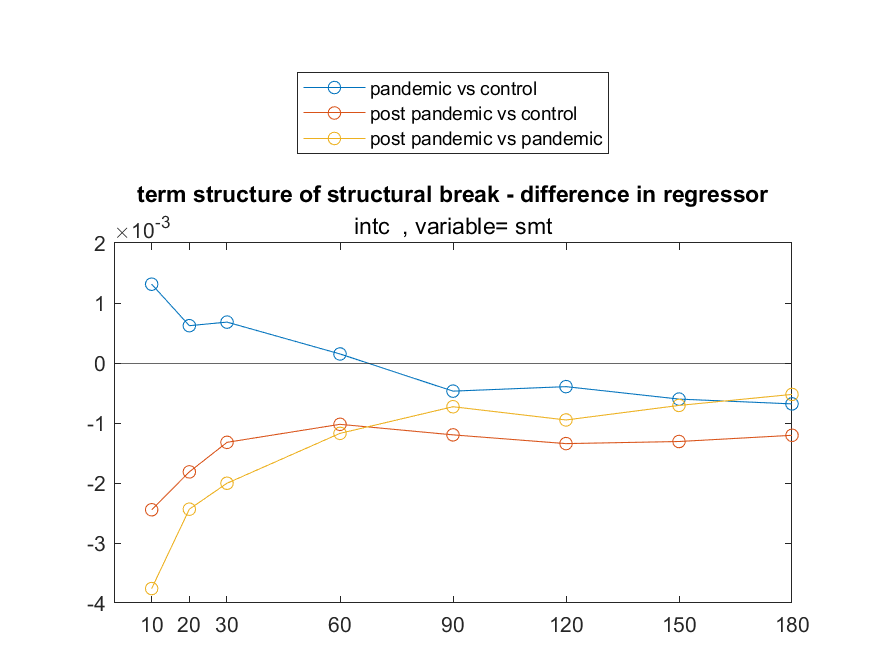 pandemic vs control
post pandemic vs control
post pandemic vs pandemic
term structure of structural break - difference in regressor
intc  , variable= smt
×10-3
2
1
0
-1
-2
-3
-4
10 20 30 60 90 120 150 180